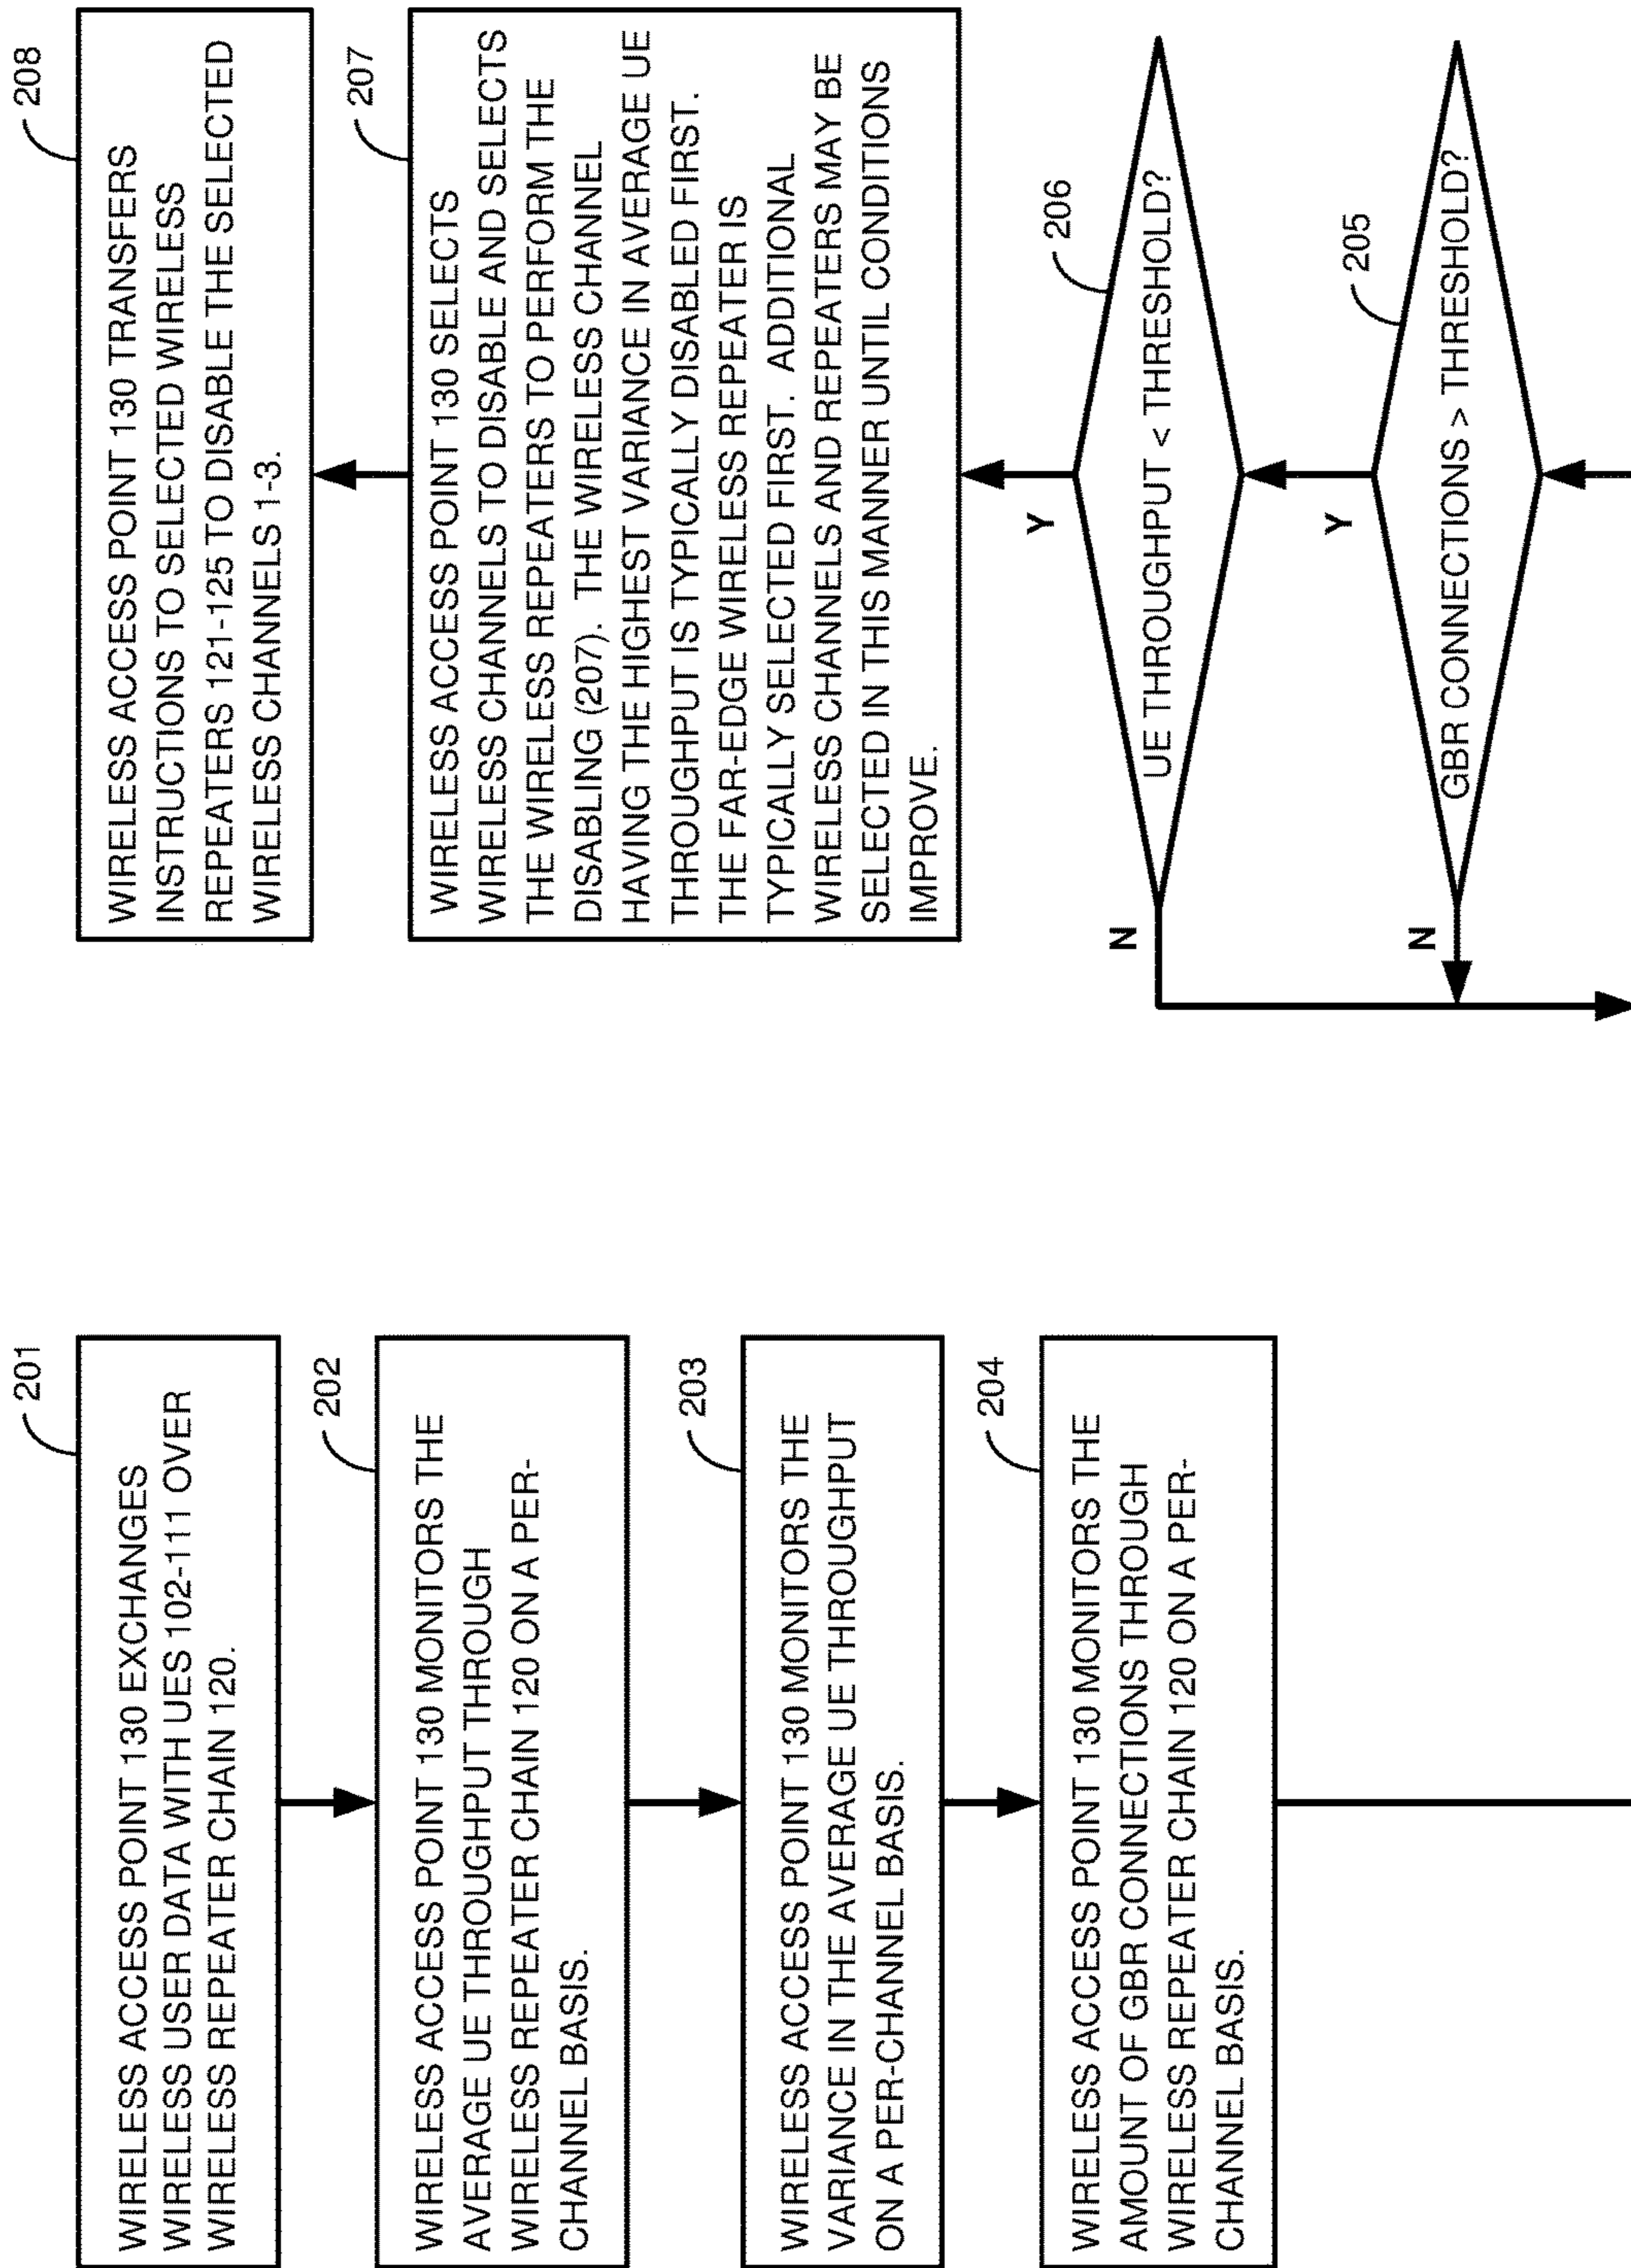 201
WIRELESS ACCESS POINT 130 EXCHANGES
WIRELESS USER DATA WITH UES 102-111 OVER
WIRELESS REPEATER CHAIN 120.
202
WIRELESS ACCESS POINT 130 MONITORS THE
AVERAGE UE THROUGHPUT THROUGH
WIRELESS REPEATER CHAIN 120 ON A PER-
CHANNEL BASIS.
203
WIRELESS ACCESS POINT 130 MONITORS THE
VARIANCE IN THE AVERAGE UE THROUGHPUT
ON A PER-CHANNEL BASIS.
204
WIRELESS ACCESS POINT 130 MONITORS THE
AMOUNT OF GBR CONNECTIONS THROUGH
WIRELESS REPEATER CHAIN 120 ON A PER-
CHANNEL BASIS.
208
WIRELESS ACCESS POINT 130 TRANSFERS
INSTRUCTIONS TO SELECTED WIRELESS
REPEATERS 121-125 TO DISABLE THE SELECTED
WIRELESS CHANNELS 1-3.
207
WIRELESS ACCESS POINT 130 SELECTS
WIRELESS CHANNELS TO DISABLE AND SELECTS
THE WIRELESS REPEATERS TO PERFORM THE
DISABLING (207). THE WIRELESS CHANNEL
HAVING THE HIGHEST VARIANCE IN AVERAGE UE
THROUGHPUT IS TYPICALLY DISABLED FIRST.
THE FAR-EDGE WIRELESS REPEATER IS
TYPICALLY SELECTED FIRST. ADDITIONAL
WIRELESS CHANNELS AND REPEATERS MAY BE
SELECTED IN THIS MANNER UNTIL CONDITIONS
IMPROVE.
Y
206
N
UE THROUGHPUT < THRESHOLD?
Y
205
N
GBR CONNECTIONS > THRESHOLD?